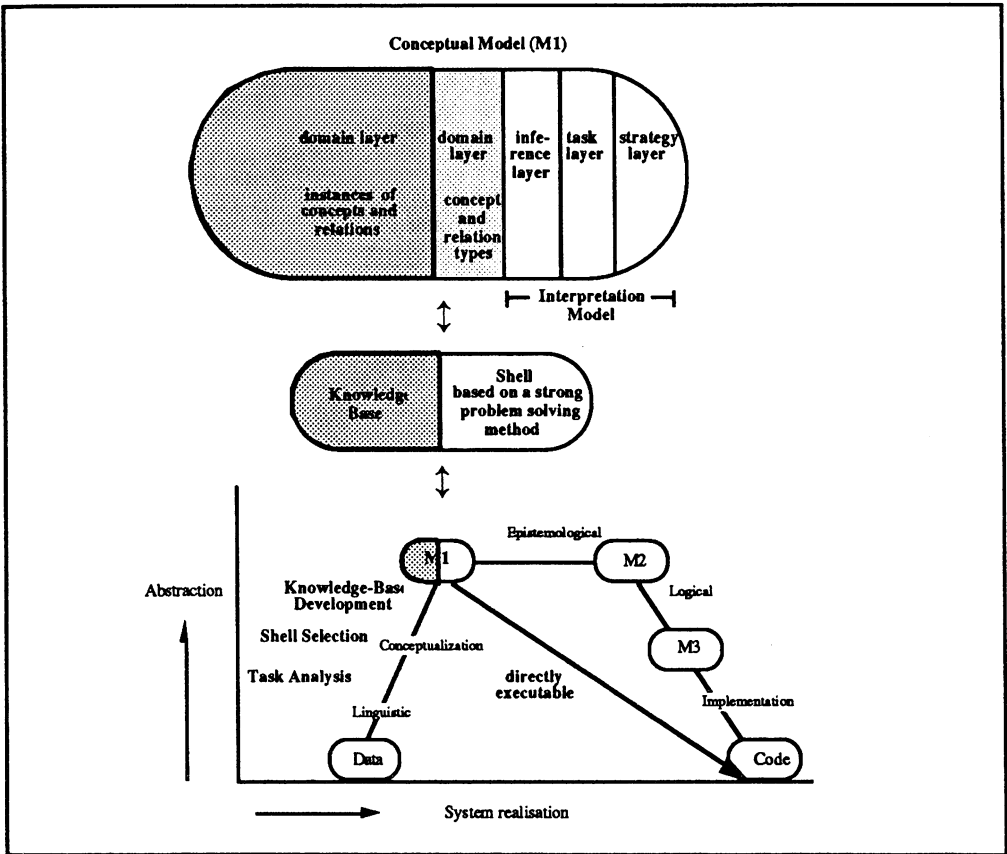 Conceptual Model (M1)
domain layer
instances of
concepts and
relations
domain
layer
concept
and
relation
types
infe-
rence
layer
task
layer
strategy
layer
Interpretation
Model
Knowledge
Base
Shell
based on a strong
problem solving
method
Epistemological
M1
M2
Abstraction
Knowledge-Base
Development
Logical
Shell Selection
Conceptualization
M3
Task Analysis
directly
executable
Linguistic
Implementation
Data
Code
System realisation